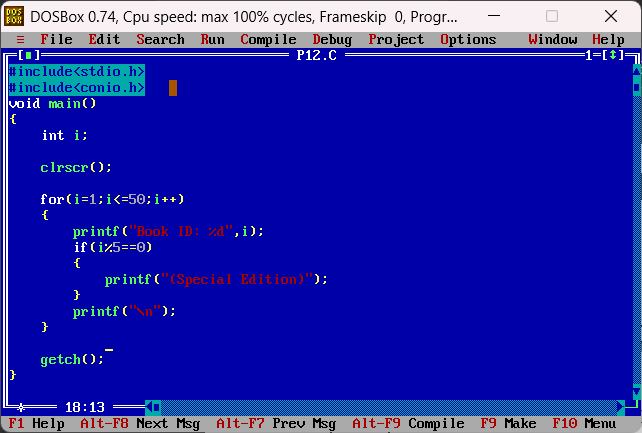 DOS BOX DOSBox 0.74, Cpu speed: max 100% cycles, Frameskip 0, Progr...
≡ File Edit Search Run Compile Debug Project Options Window Help
[■] P12.C 1=[↕]
#include<stdio.h>
#include<conio.h>
void main()
{
    int i;

    clrscr();

    for(i=1;i<=50;i++)
    {
        printf("Book ID: %d",i);
        if(i%5==0)
        {
            printf("(Special Edition)");
        }
        printf("\n");
    }

    getch();
}
* 18:13
F1 Help Alt-F8 Next Msg Alt-F7 Prev Msg Alt-F9 Compile F9 Make F10 Menu